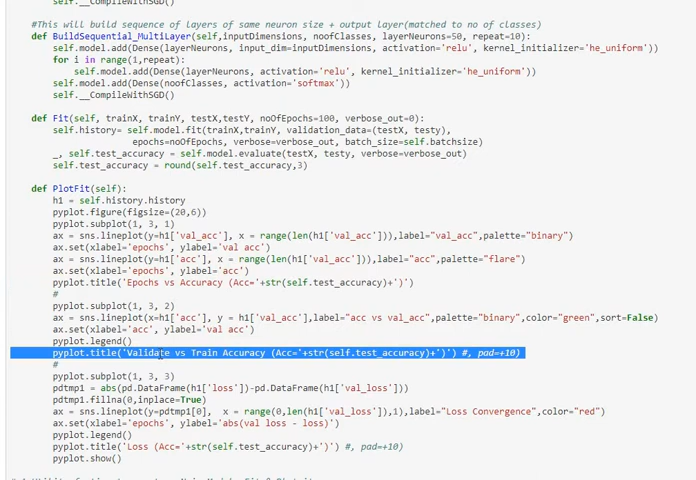 self.__CompileWithSGD()
#This will build sequence of layers of same neuron size + output layer(matched to no of classes)
def BuildSequential_MultiLayer(self,inputDimensions, noofClasses, layerNeurons=50, repeat=10):
self.model.add(Dense(layerNeurons, input_dim=inputDimensions, activation='relu', kernel_initializer='he_uniform'))
for i in range(1,repeat):
self.model.add(Dense(layerNeurons, activation='relu', kernel_initializer='he_uniform'))
self.model.add(Dense(noofClasses, activation='softmax'))
self.__CompileWithSGD()
def Fit(self, trainX, trainY, testX,testY, noOfEpochs=100, verbose_out=0):
self.history= self.model.fit(trainX,trainY, validation_data=(testX, testy),
epochs=noOfEpochs, verbose=verbose_out, batch_size=self.batchsize)
_, self.test_accuracy = self.model.evaluate(testX, testy, verbose=verbose_out)
self.test_accuracy = round(self.test_accuracy,3)
def PlotFit(self):
h1 = self.history.history
pyplot.figure(figsize=(20,6))
pyplot.subplot(1, 3, 1)
ax = sns.lineplot(y=h1['val_acc'], x = range(len(h1['val_acc'])),label="val_acc",palette="binary")
ax.set(xlabel='epochs', ylabel='val acc')
ax = sns.lineplot(y=h1['acc'], x = range(len(h1['val_acc'])),label="acc",palette="flare")
ax.set(xlabel='epochs', ylabel='acc')
pyplot.title('Epochs vs Accuracy (Acc='+str(self.test_accuracy)+')')
#
pyplot.subplot(1, 3, 2)
ax = sns.lineplot(x=h1['acc'], y = h1['val_acc'],label="acc vs val_acc",palette="binary",color="green",sort=False)
ax.set(xlabel='acc', ylabel='val acc')
pyplot.legend()
pyplot.title('Validate vs Train Accuracy (Acc='+str(self.test_accuracy)+')') #, pad=+10)
#
pyplot.subplot(1, 3, 3)
pdtmp1 = abs(pd.DataFrame(h1['loss'])-pd.DataFrame(h1['val_loss']))
pdtmp1.fillna(0,inplace=True)
ax = sns.lineplot(y=pdtmp1[0],  x = range(0,len(h1['val_loss']),1),label="Loss Convergence",color="red")
ax.set(xlabel='epochs', ylabel='abs(val loss - loss)')
pyplot.legend()
pyplot.title('Loss (Acc='+str(self.test_accuracy)+')') #, pad=+10)
pyplot.show()